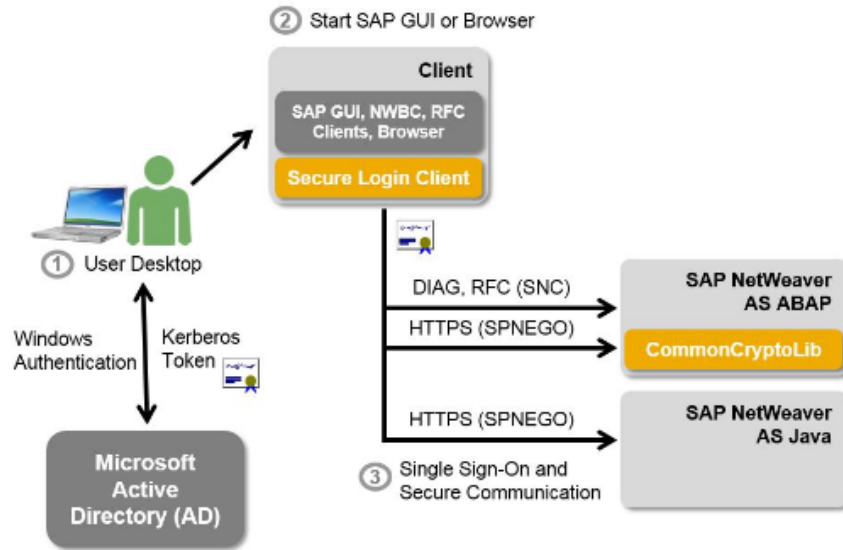 2 Start SAP GUI or Browser
Client
SAP GUI, NWBC, RFC
Clients, Browser
Secure Login Client
1 User Desktop
Windows
Authentication
Kerberos
Token
Microsoft
Active
Directory (AD)
DIAG, RFC (SNC)
HTTPS (SPNEGO)
SAP NetWeaver
AS ABAP
CommonCryptoLib
HTTPS (SPNEGO)
SAP NetWeaver
AS Java
3 Single Sign-On and
Secure Communication